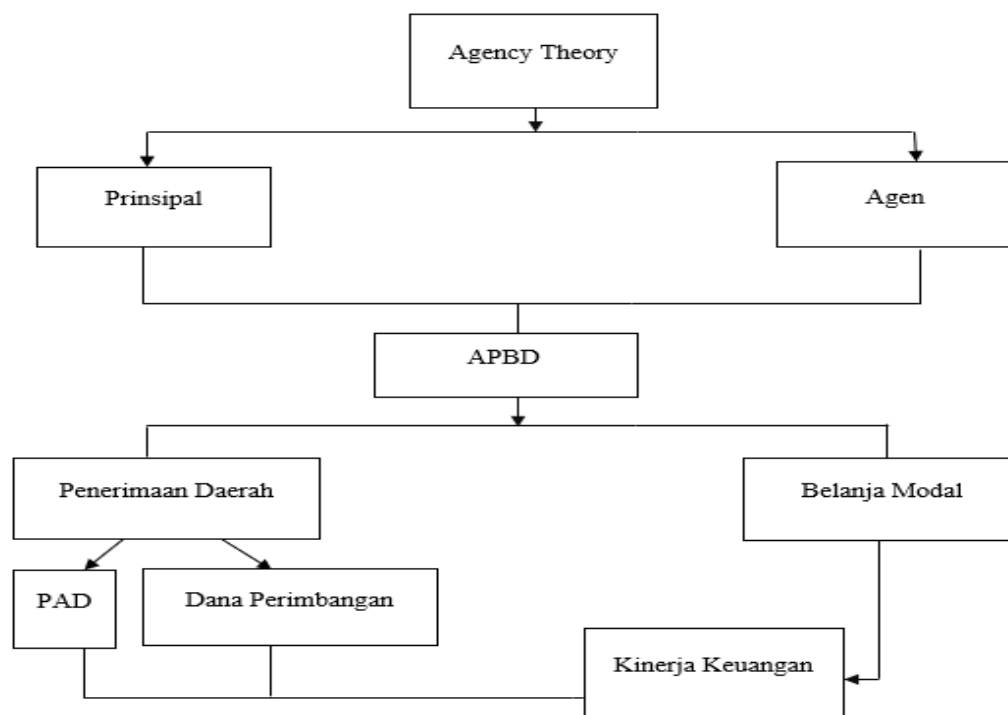 Agency Theory
Prinsipal
Agen
APBD
Penerimaan Daerah
Belanja Modal
PAD
Dana Perimbangan
Kinerja Keuangan